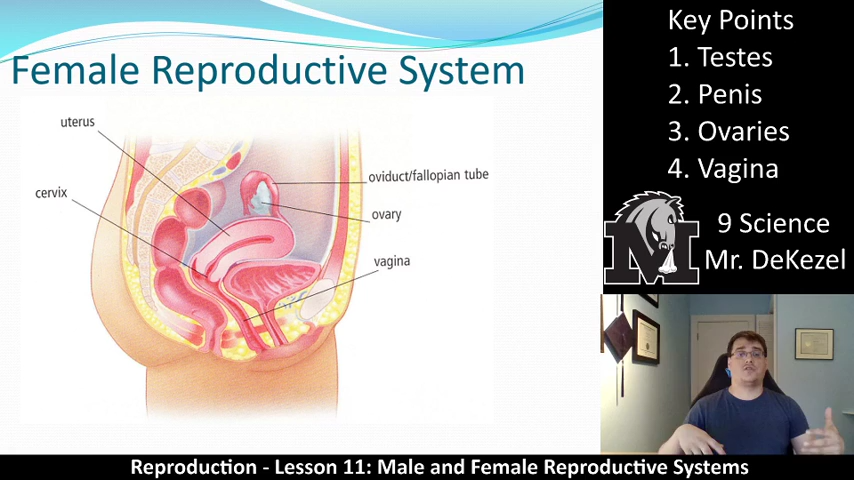 Female Reproductive System
uterus
cervix
oviduct/fallopian tube
ovary
vagina
Key Points
1. Testes
2. Penis
3. Ovaries
4. Vagina
M
9 Science
Mr. DeKezel
Reproduction - Lesson 11: Male and Female Reproductive Systems